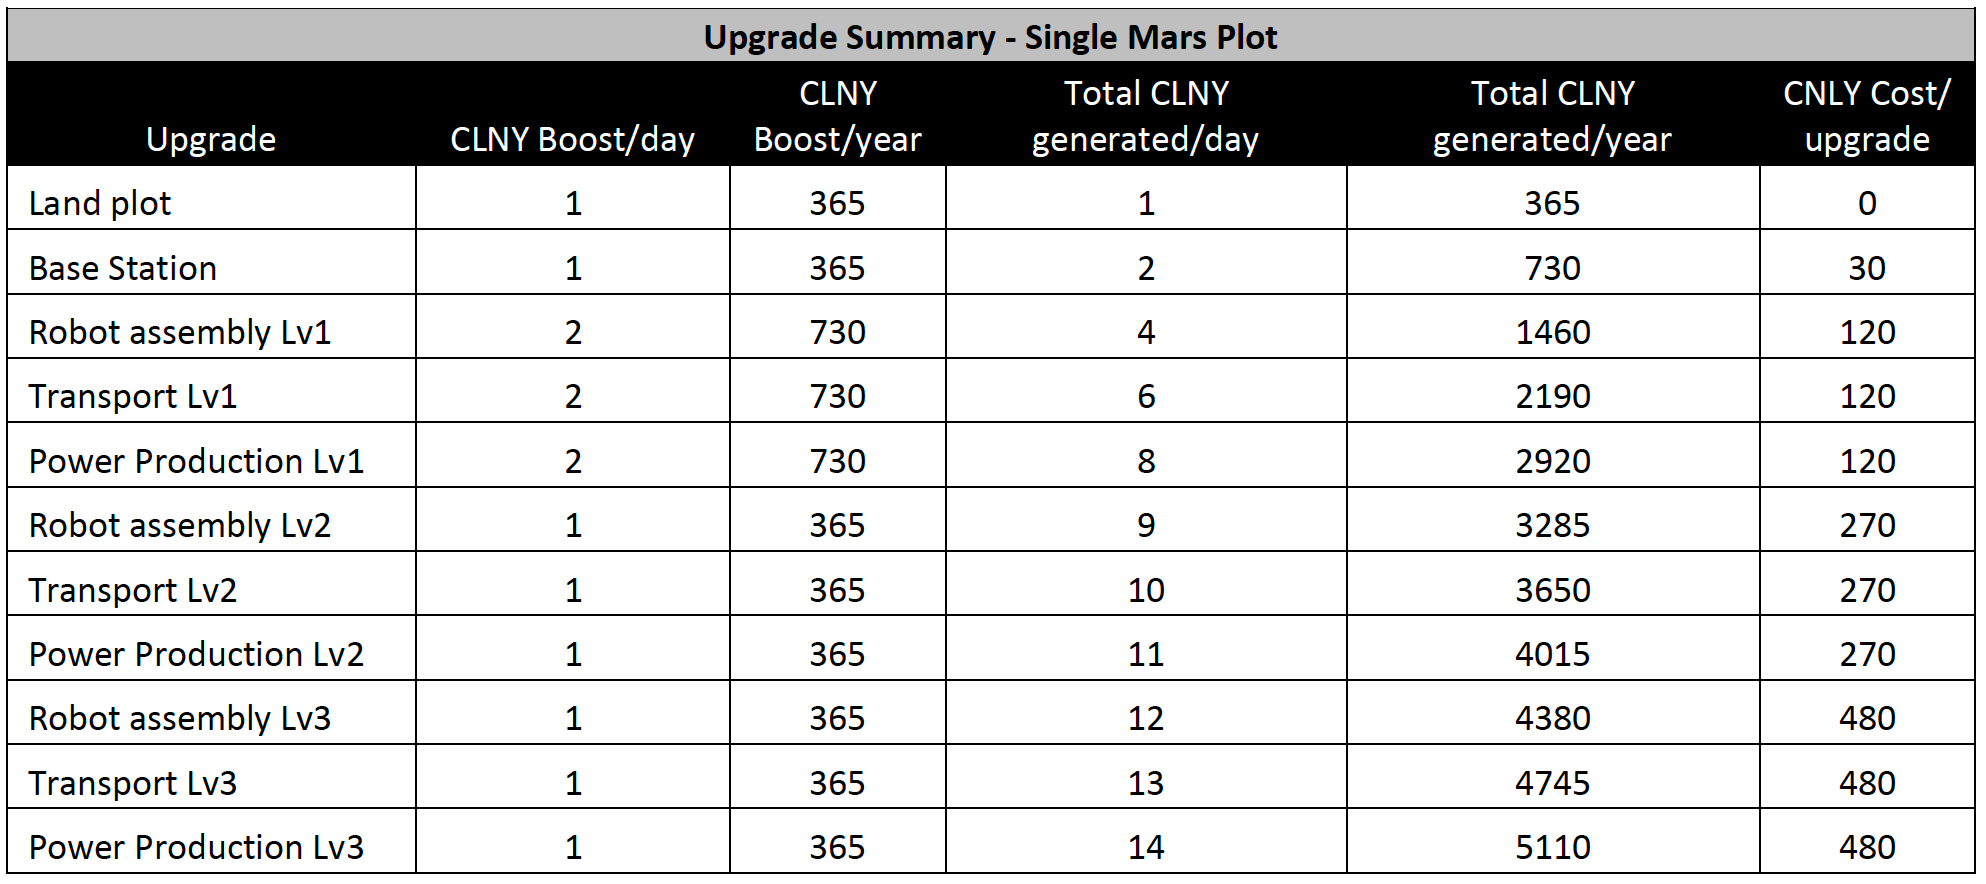 Upgrade Summary - Single Mars Plot
Upgrade CLNY Boost/day CLNY Boost/year Total CLNY generated/day Total CLNY generated/year CNLY Cost/ upgrade
Land plot 1 365 1 365 0
Base Station 1 365 2 730 30
Robot assembly Lv1 2 730 4 1460 120
Transport Lv1 2 730 6 2190 120
Power Production Lv1 2 730 8 2920 120
Robot assembly Lv2 1 365 9 3285 270
Transport Lv2 1 365 10 3650 270
Power Production Lv2 1 365 11 4015 270
Robot assembly Lv3 1 365 12 4380 480
Transport Lv3 1 365 13 4745 480
Power Production Lv3 1 365 14 5110 480